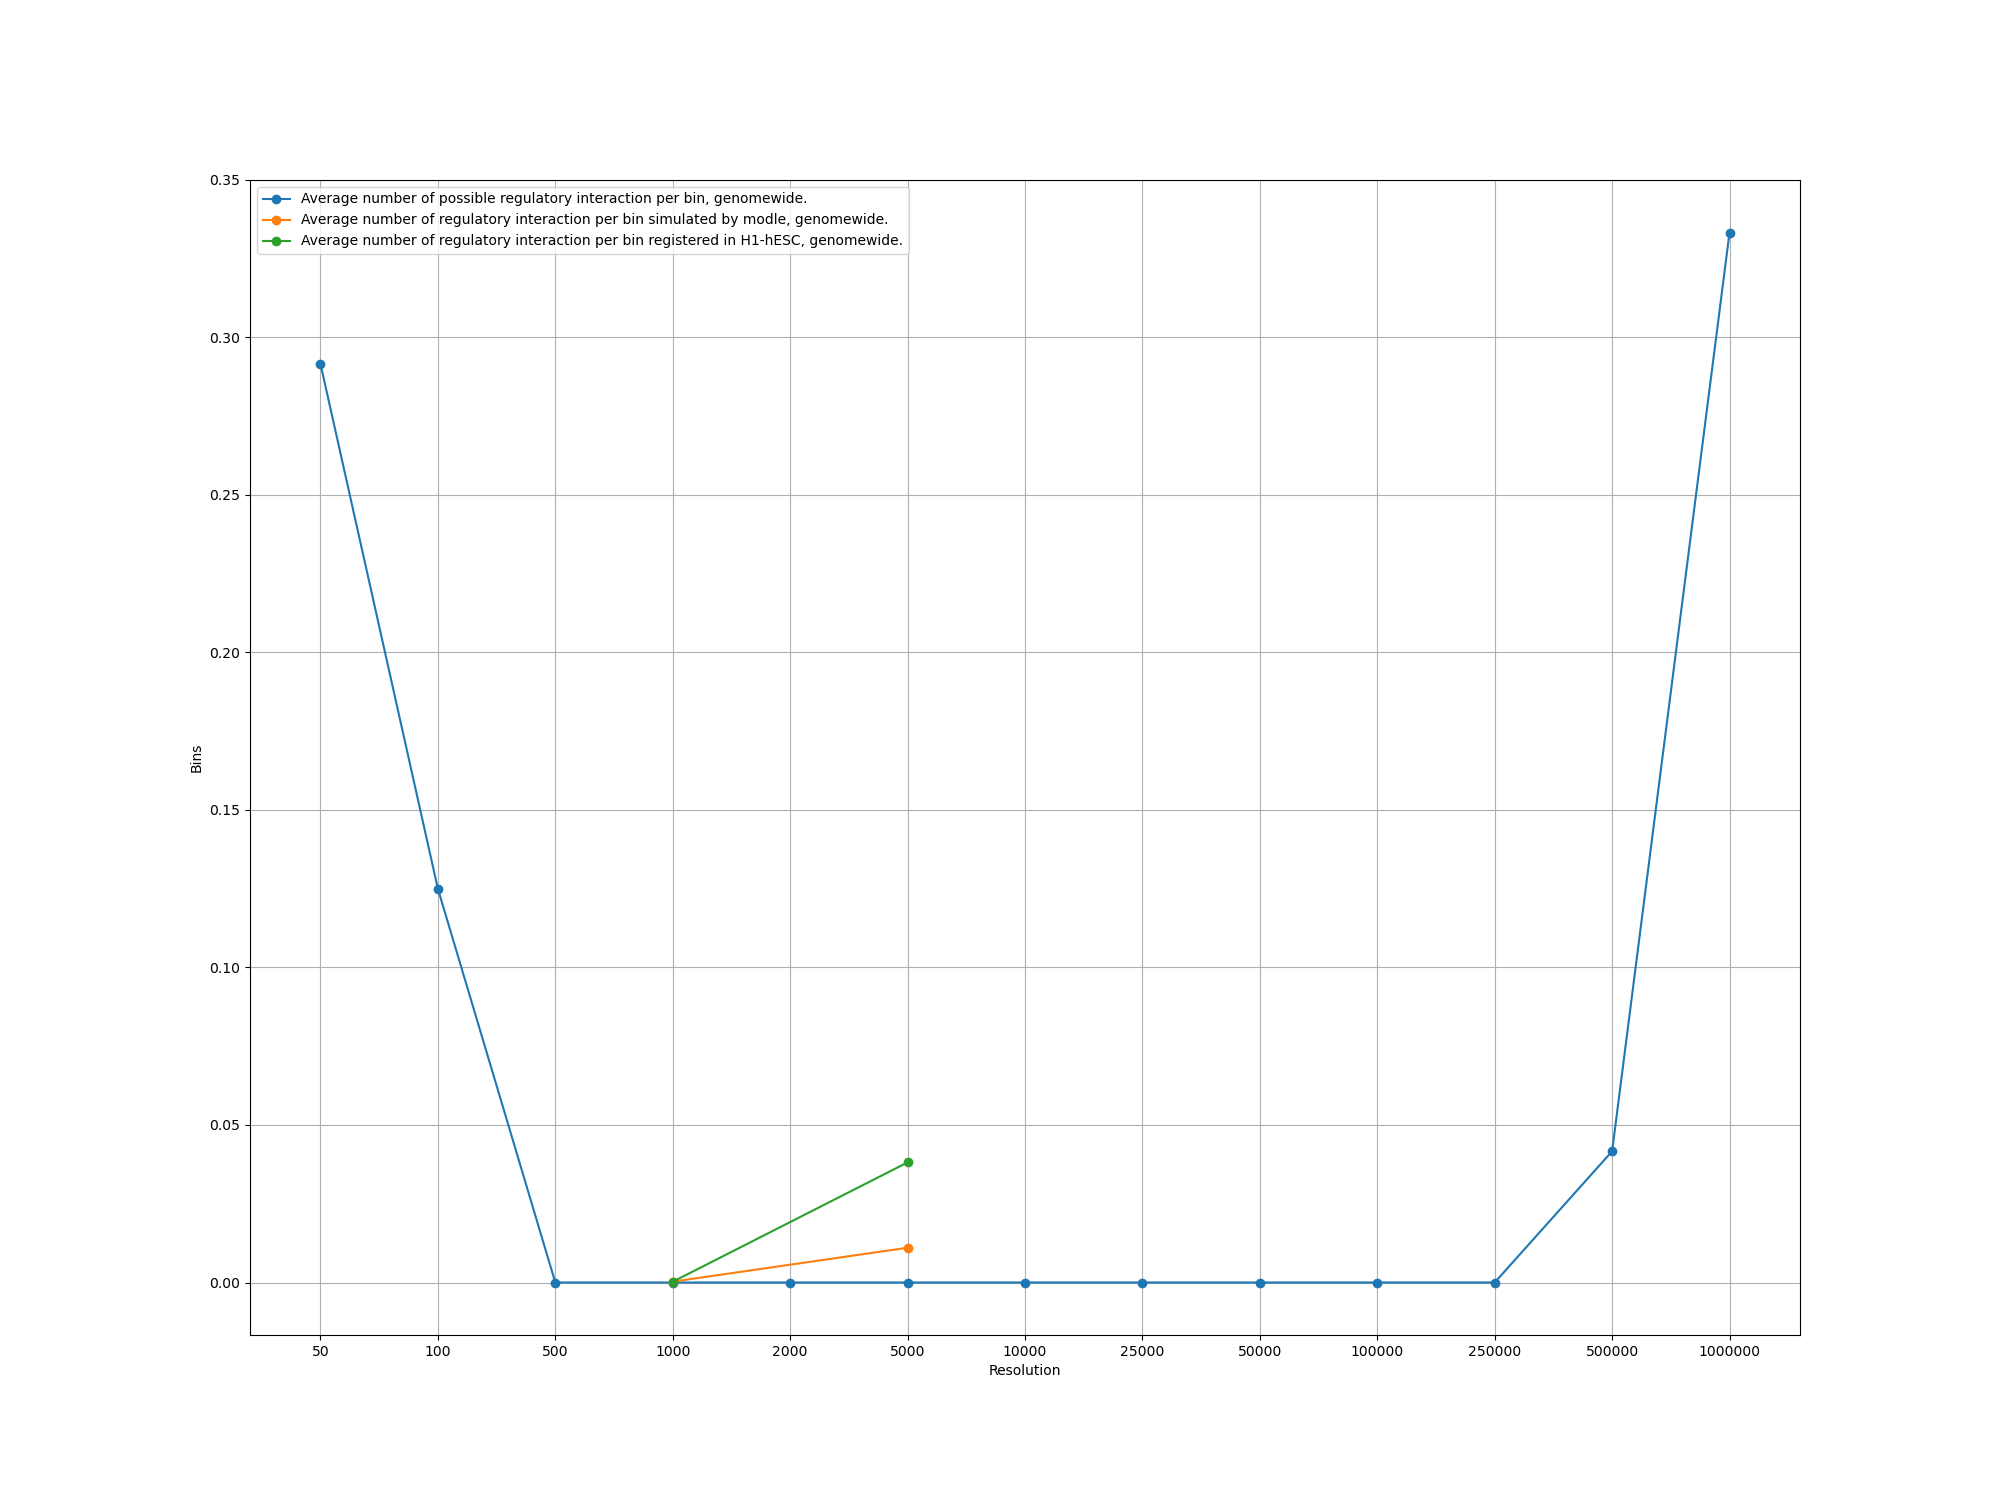 0.35
0.30
0.25
0.20
0.15
0.10
0.05
0.00
Bins
Average number of possible regulatory interaction per bin, genomewide.
Average number of regulatory interaction per bin simulated by modle, genomewide.
Average number of regulatory interaction per bin registered in H1-hESC, genomewide.
50 100 500 1000 2000 5000 10000 25000 50000 100000 250000 500000 1000000
Resolution